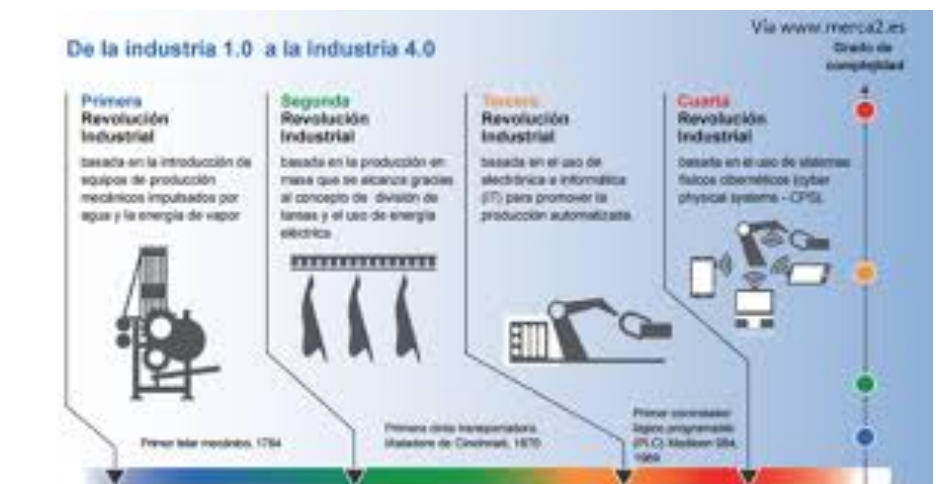 Vía www.merca2.es
De la industria 1.0 a la industria 4.0
Grado de
complejidad
Primera
Revolución
Industrial
basada en la introducción de
equipos de producción
mecánicos impulsados por
agua y la energía de vapor
Segunda
Revolución
Industrial
basada en la producción en
masa que se alcanza gracias
al concepto de división de
tareas y el uso de energía
eléctrica
Tercera
Revolución
Industrial
basada en el uso de
electrónica e informática
(IT) para promover la
producción automatizada
Cuarta
Revolución
Industrial
basada en el uso de sistemas
físicos cibernéticos (cyber
physical systems - CPS)
Primer telar mecánico, 1784
Primera cinta transportadora
Matadero de Cincinnati, 1870
Primer controlador
lógico programable
(PLC) Modicon 084,
1969